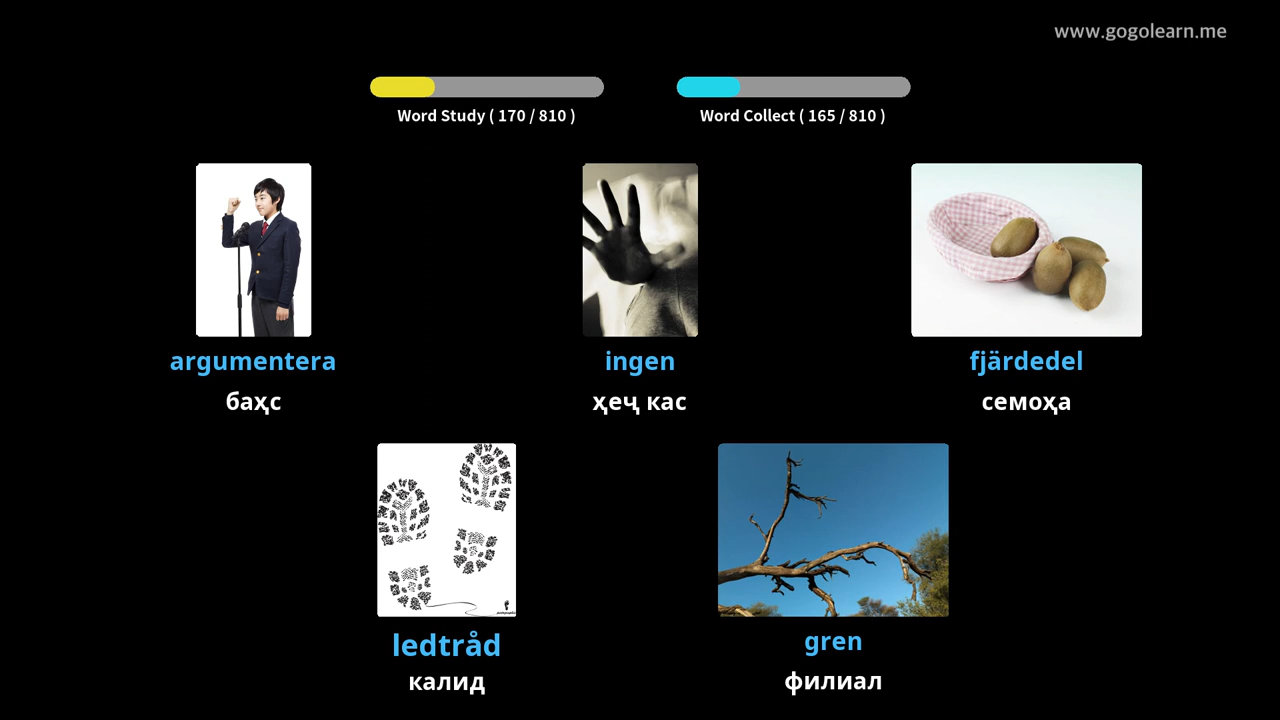 www.gogolearn.me
Word Study ( 170 / 810 )
Word Collect ( 165 / 810 )
argumentera
баҳс
ingen
ҳеҷ кас
fjärdedel
семоҳа
ledtråd
калид
gren
филиал